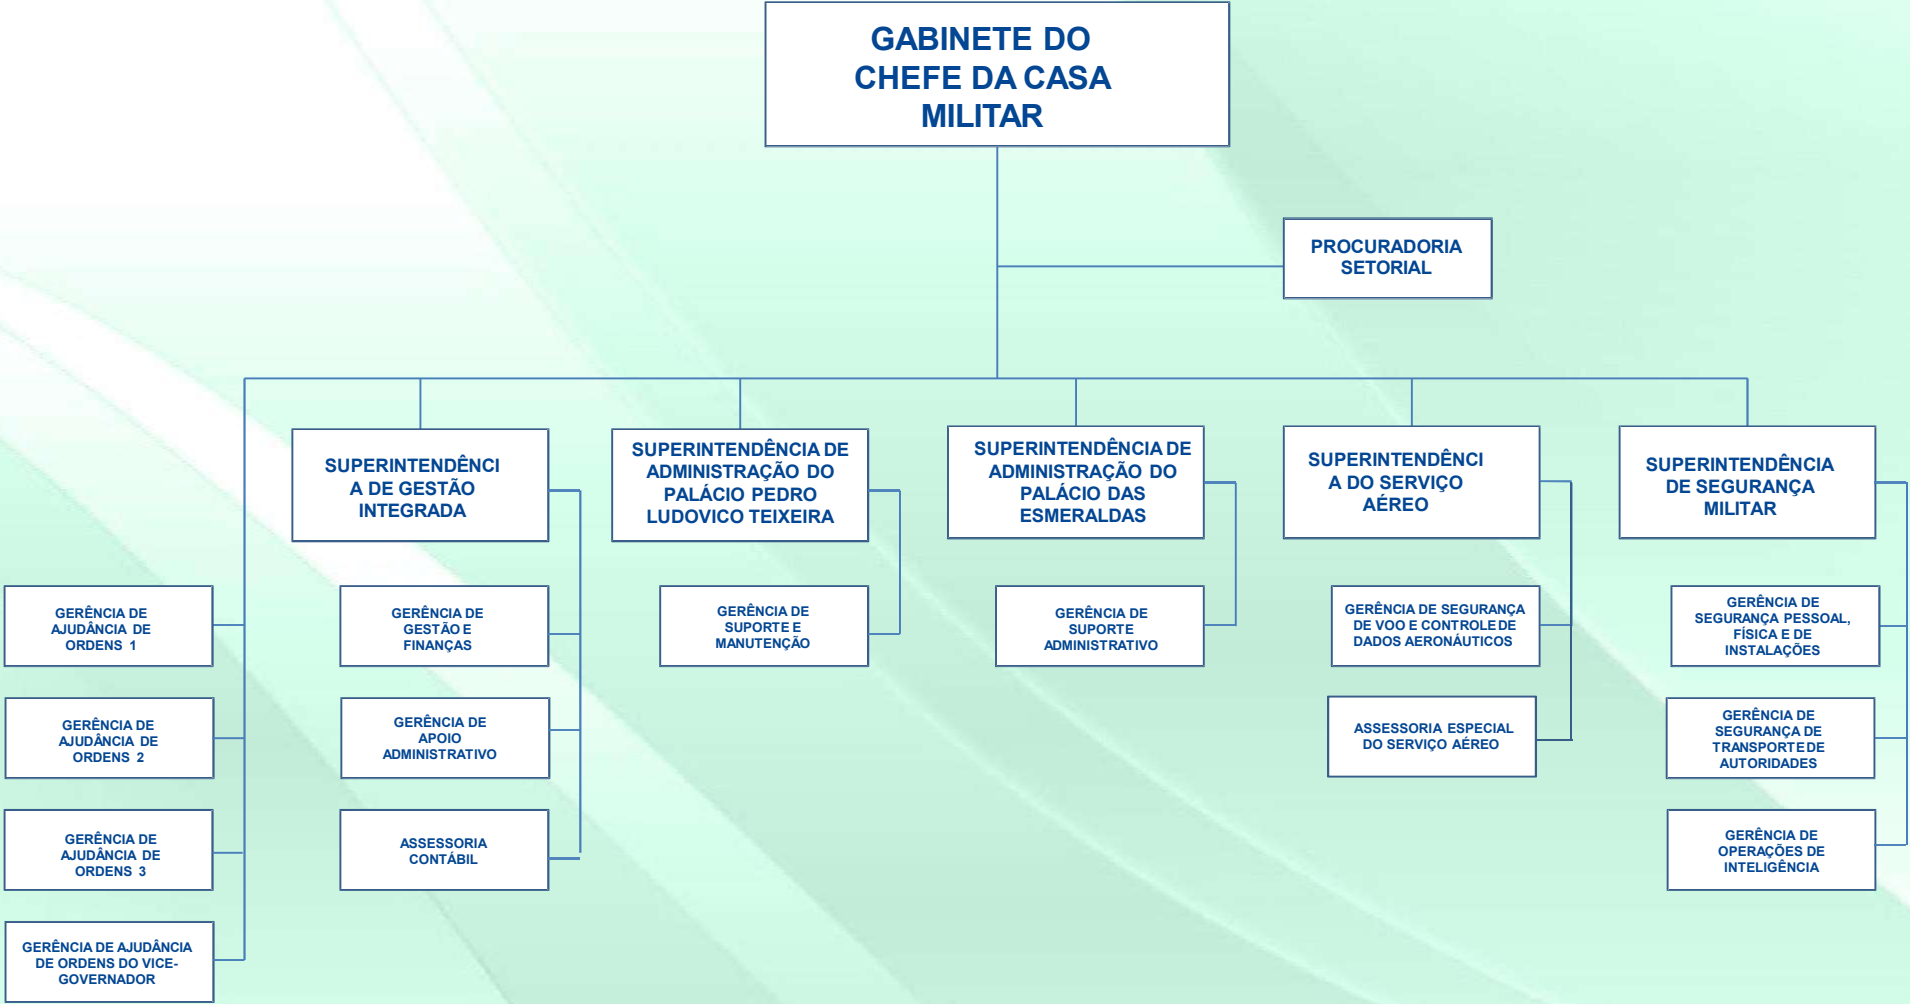 GABINETE DO
CHEFE DA CASA
MILITAR
PROCURADORIA
SETORIAL
SUPERINTENDÊNCI
A DE GESTÃO
INTEGRADA
SUPERINTENDÊNCIA DE
ADMINISTRAÇÃO DO
PALÁCIO PEDRO
LUDOVICO TEIXEIRA
SUPERINTENDÊNCIA DE
ADMINISTRAÇÃO DO
PALÁCIO DAS
ESMERALDAS
SUPERINTENDÊNCI
A DO SERVIÇO
AÉREO
SUPERINTENDÊNCIA
DE SEGURANÇA
MILITAR
GERÊNCIA DE
AJUDÂNCIA DE
ORDENS 1
GERÊNCIA DE
GESTÃO E
FINANÇAS
GERÊNCIA DE
SUPORTE E
MANUTENÇÃO
GERÊNCIA DE
SUPORTE
ADMINISTRATIVO
GERÊNCIA DE SEGURANÇA
DE VOO E CONTROLE DE
DADOS AERONÁUTICOS
GERÊNCIA DE
SEGURANÇA PESSOAL,
FÍSICA E DE
INSTALAÇÕES
GERÊNCIA DE
AJUDÂNCIA DE
ORDENS 2
GERÊNCIA DE
APOIO
ADMINISTRATIVO
ASSESSORIA ESPECIAL
DO SERVIÇO AÉREO
GERÊNCIA DE
SEGURANÇA DE
TRANSPORTE DE
AUTORIDADES
GERÊNCIA DE
AJUDÂNCIA DE
ORDENS 3
ASSESSORIA
CONTÁBIL
GERÊNCIA DE
OPERAÇÕES DE
INTELIGÊNCIA
GERÊNCIA DE AJUDÂNCIA
DE ORDENS DO VICE-
GOVERNADOR